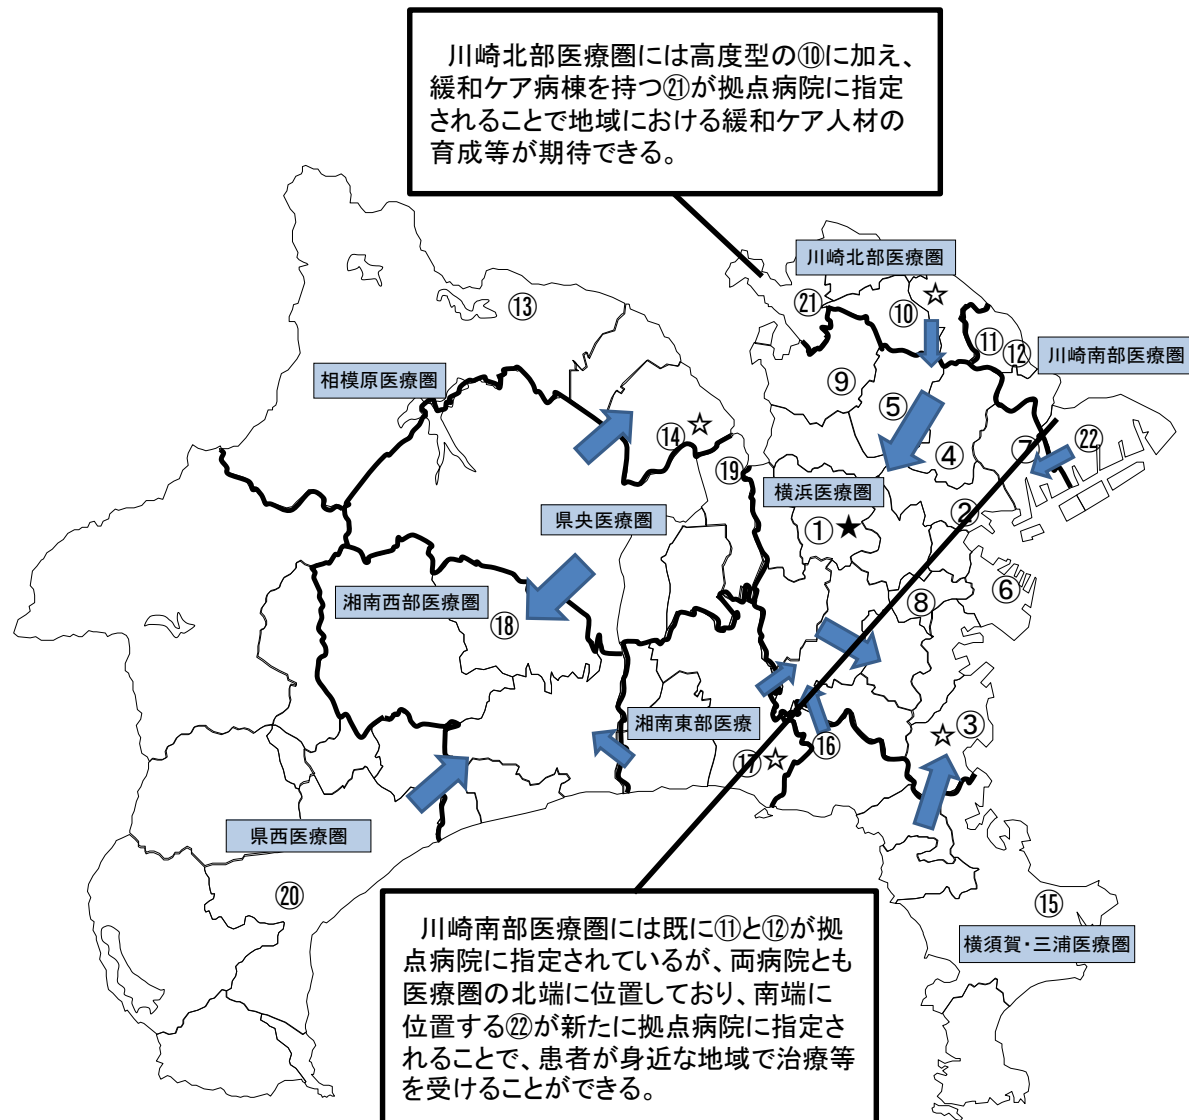 川崎北部医療圏には高度型の⑩に加え、
緩和ケア病棟を持つ㉑が拠点病院に指定
されることで地域における緩和ケア人材の
育成等が期待できる。
川崎北部医療圏
⑬
㉑
⑩
☆
⑪
⑫
川崎南部医療圏
相模原医療圏
⑨
⑤
⑭
☆
④
⑦
㉒
⑲
横浜医療圏
県央医療圏
①
★
②
⑥
湘南西部医療圏
⑱
⑧
湘南東部医療
⑯
⑰
☆
☆
③
県西医療圏
⑳
⑮
横須賀・三浦医療圏
川崎南部医療圏には既に⑪と⑫が拠
点病院に指定されているが、両病院とも
医療圏の北端に位置しており、南端に
位置する㉒が新たに拠点病院に指定さ
れることで、患者が身近な地域で治療等
を受けることができる。